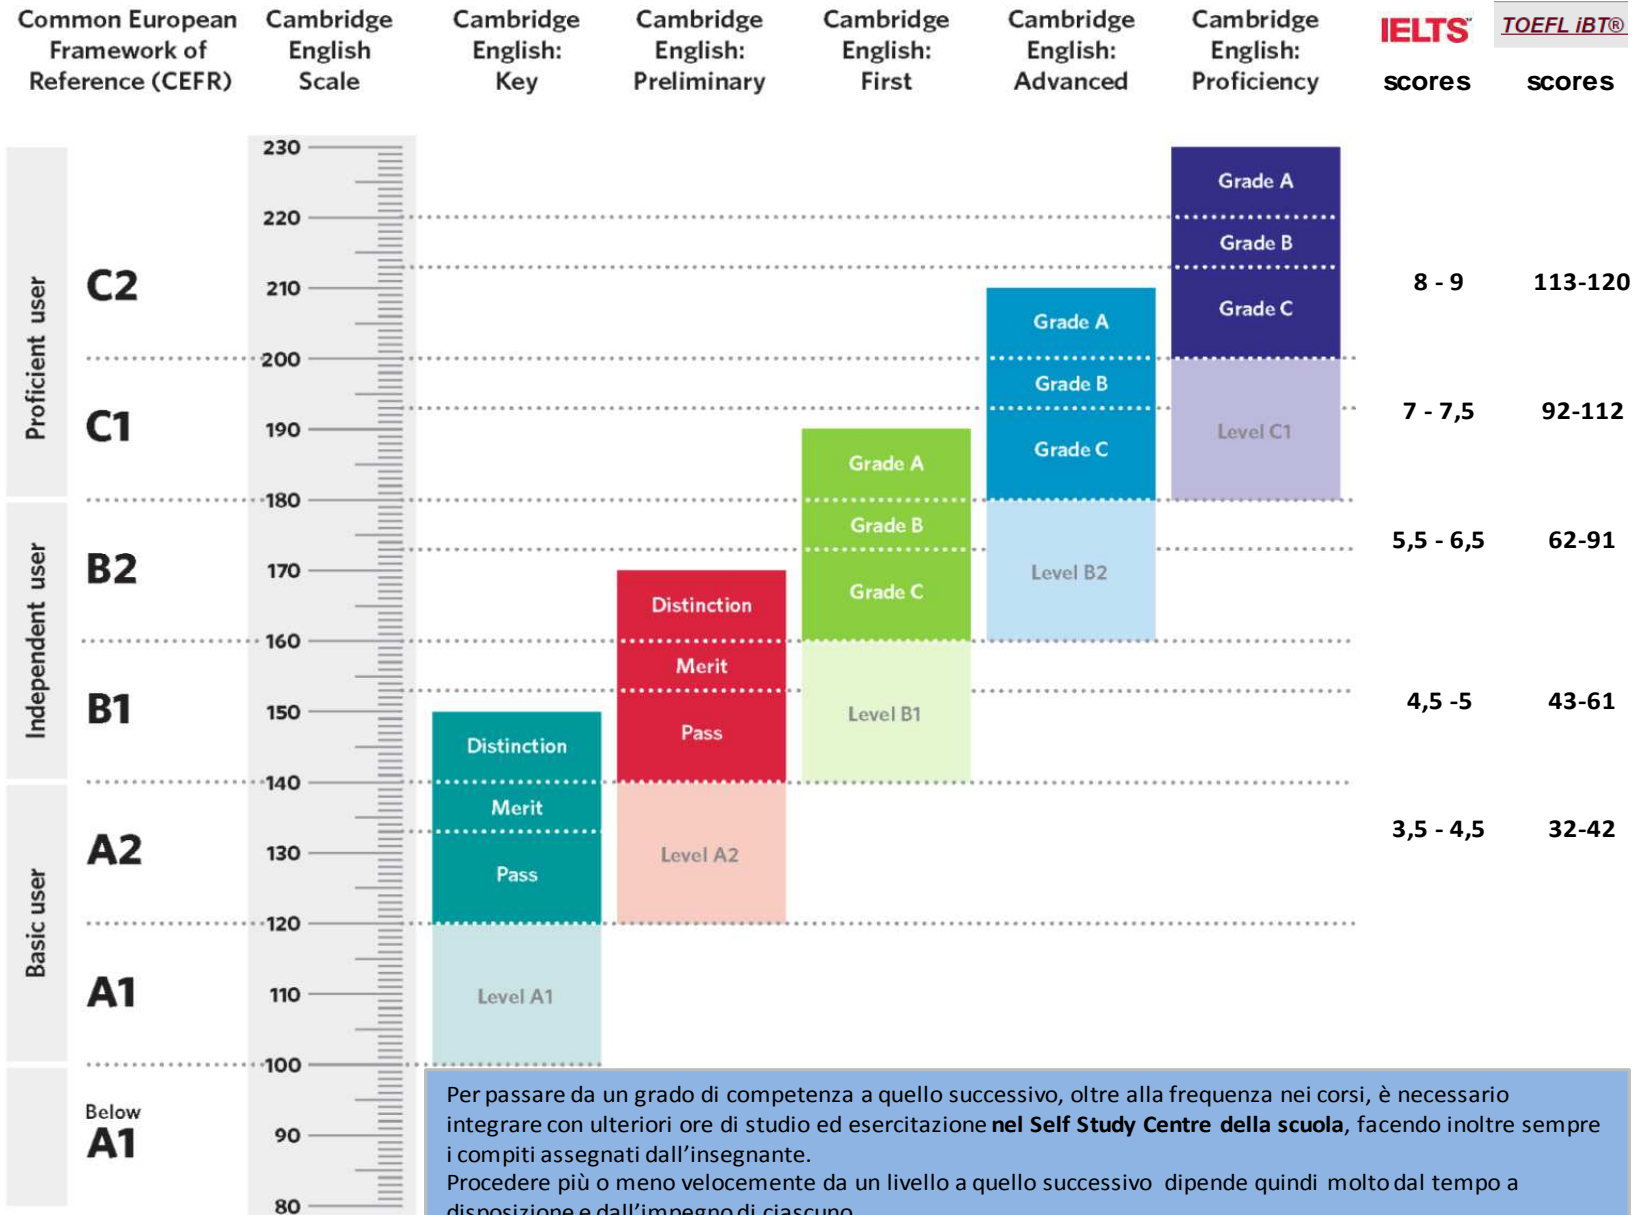 Common European
Framework of
Reference (CEFR)
Cambridge
English
Scale
Cambridge
English:
Key
Cambridge
English:
Preliminary
Cambridge
English:
First
Cambridge
English:
Advanced
Cambridge
English:
Proficiency
IELTS™
scores
TOEFL iBT®
scores
Proficient user
Independent user
Basic user
C2
C1
B2
B1
A2
A1
Below
A1
230
220
210
200
190
180
170
160
150
140
130
120
110
100
90
80
Distinction
Merit
Pass
Level A1
Distinction
Merit
Pass
Level A2
Grade A
Grade B
Grade C
Level B1
Grade A
Grade B
Grade C
Level B2
Grade A
Grade B
Grade C
Level C1
8 - 9 113-120
7 - 7,5 92-112
5,5 - 6,5 62-91
4,5 -5 43-61
3,5 - 4,5 32-42
Per passare da un grado di competenza a quello successivo, oltre alla frequenza nei corsi, è necessario
integrare con ulteriori ore di studio ed esercitazione nel Self Study Centre della scuola, facendo inoltre sempre
i compiti assegnati dall'insegnante.
Procedere più o meno velocemente da un livello a quello successivo dipende quindi molto dal tempo a
disposizione e dall'impegno di ciascuno